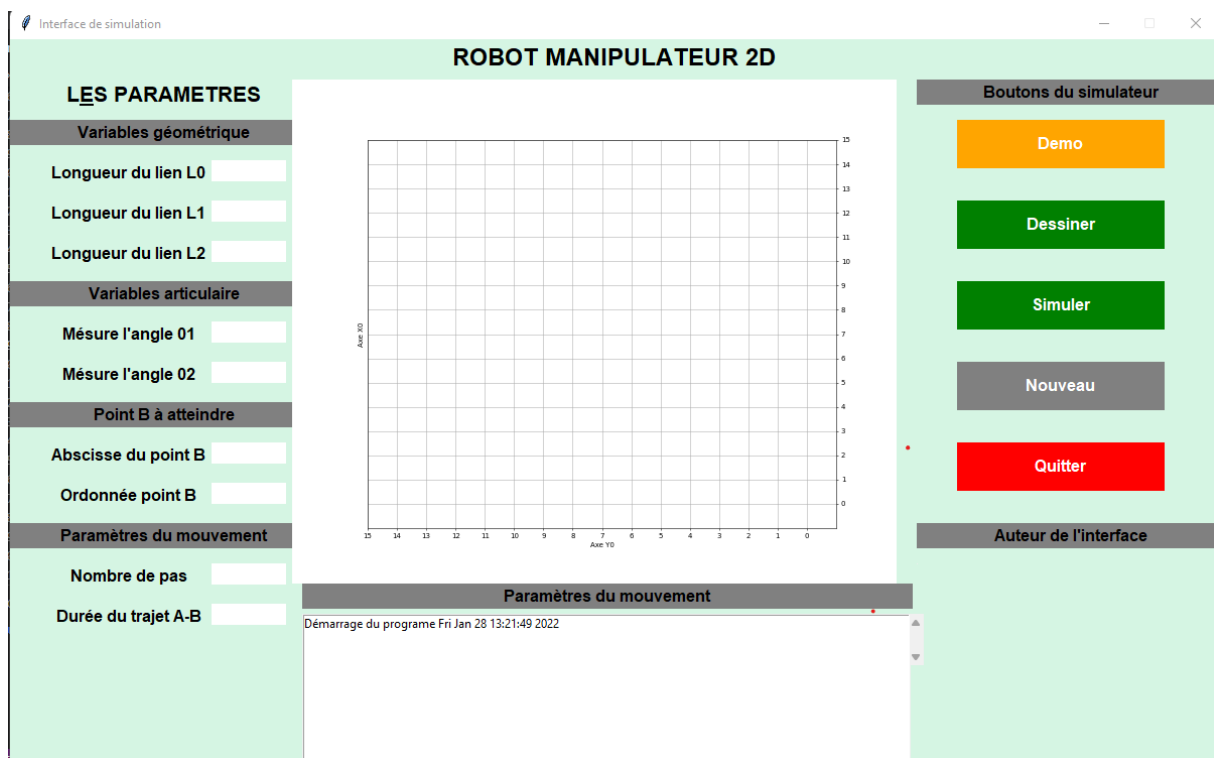 Interface de simulation
ROBOT MANIPULATEUR 2D
LES PARAMETRES
Variables géométrique
Longueur du lien L0
Longueur du lien L1
Longueur du lien L2
Variables articulaire
Mésure l'angle 01
Mésure l'angle 02
Point B à atteindre
Abscisse du point B
Ordonnée point B
Paramètres du mouvement
Nombre de pas
Durée du trajet A-B
Axe X0
15
14
13
12
11
10
9
8
7
6
5
4
3
2
1
0
15 14 13 12 11 10 9 8 7 6 5 4 3 2 1 0
Axe Y0
Paramètres du mouvement
Démarrage du programe Fri Jan 28 13:21:49 2022
Boutons du simulateur
Demo
Dessiner
Simuler
Nouveau
Quitter
Auteur de l'interface